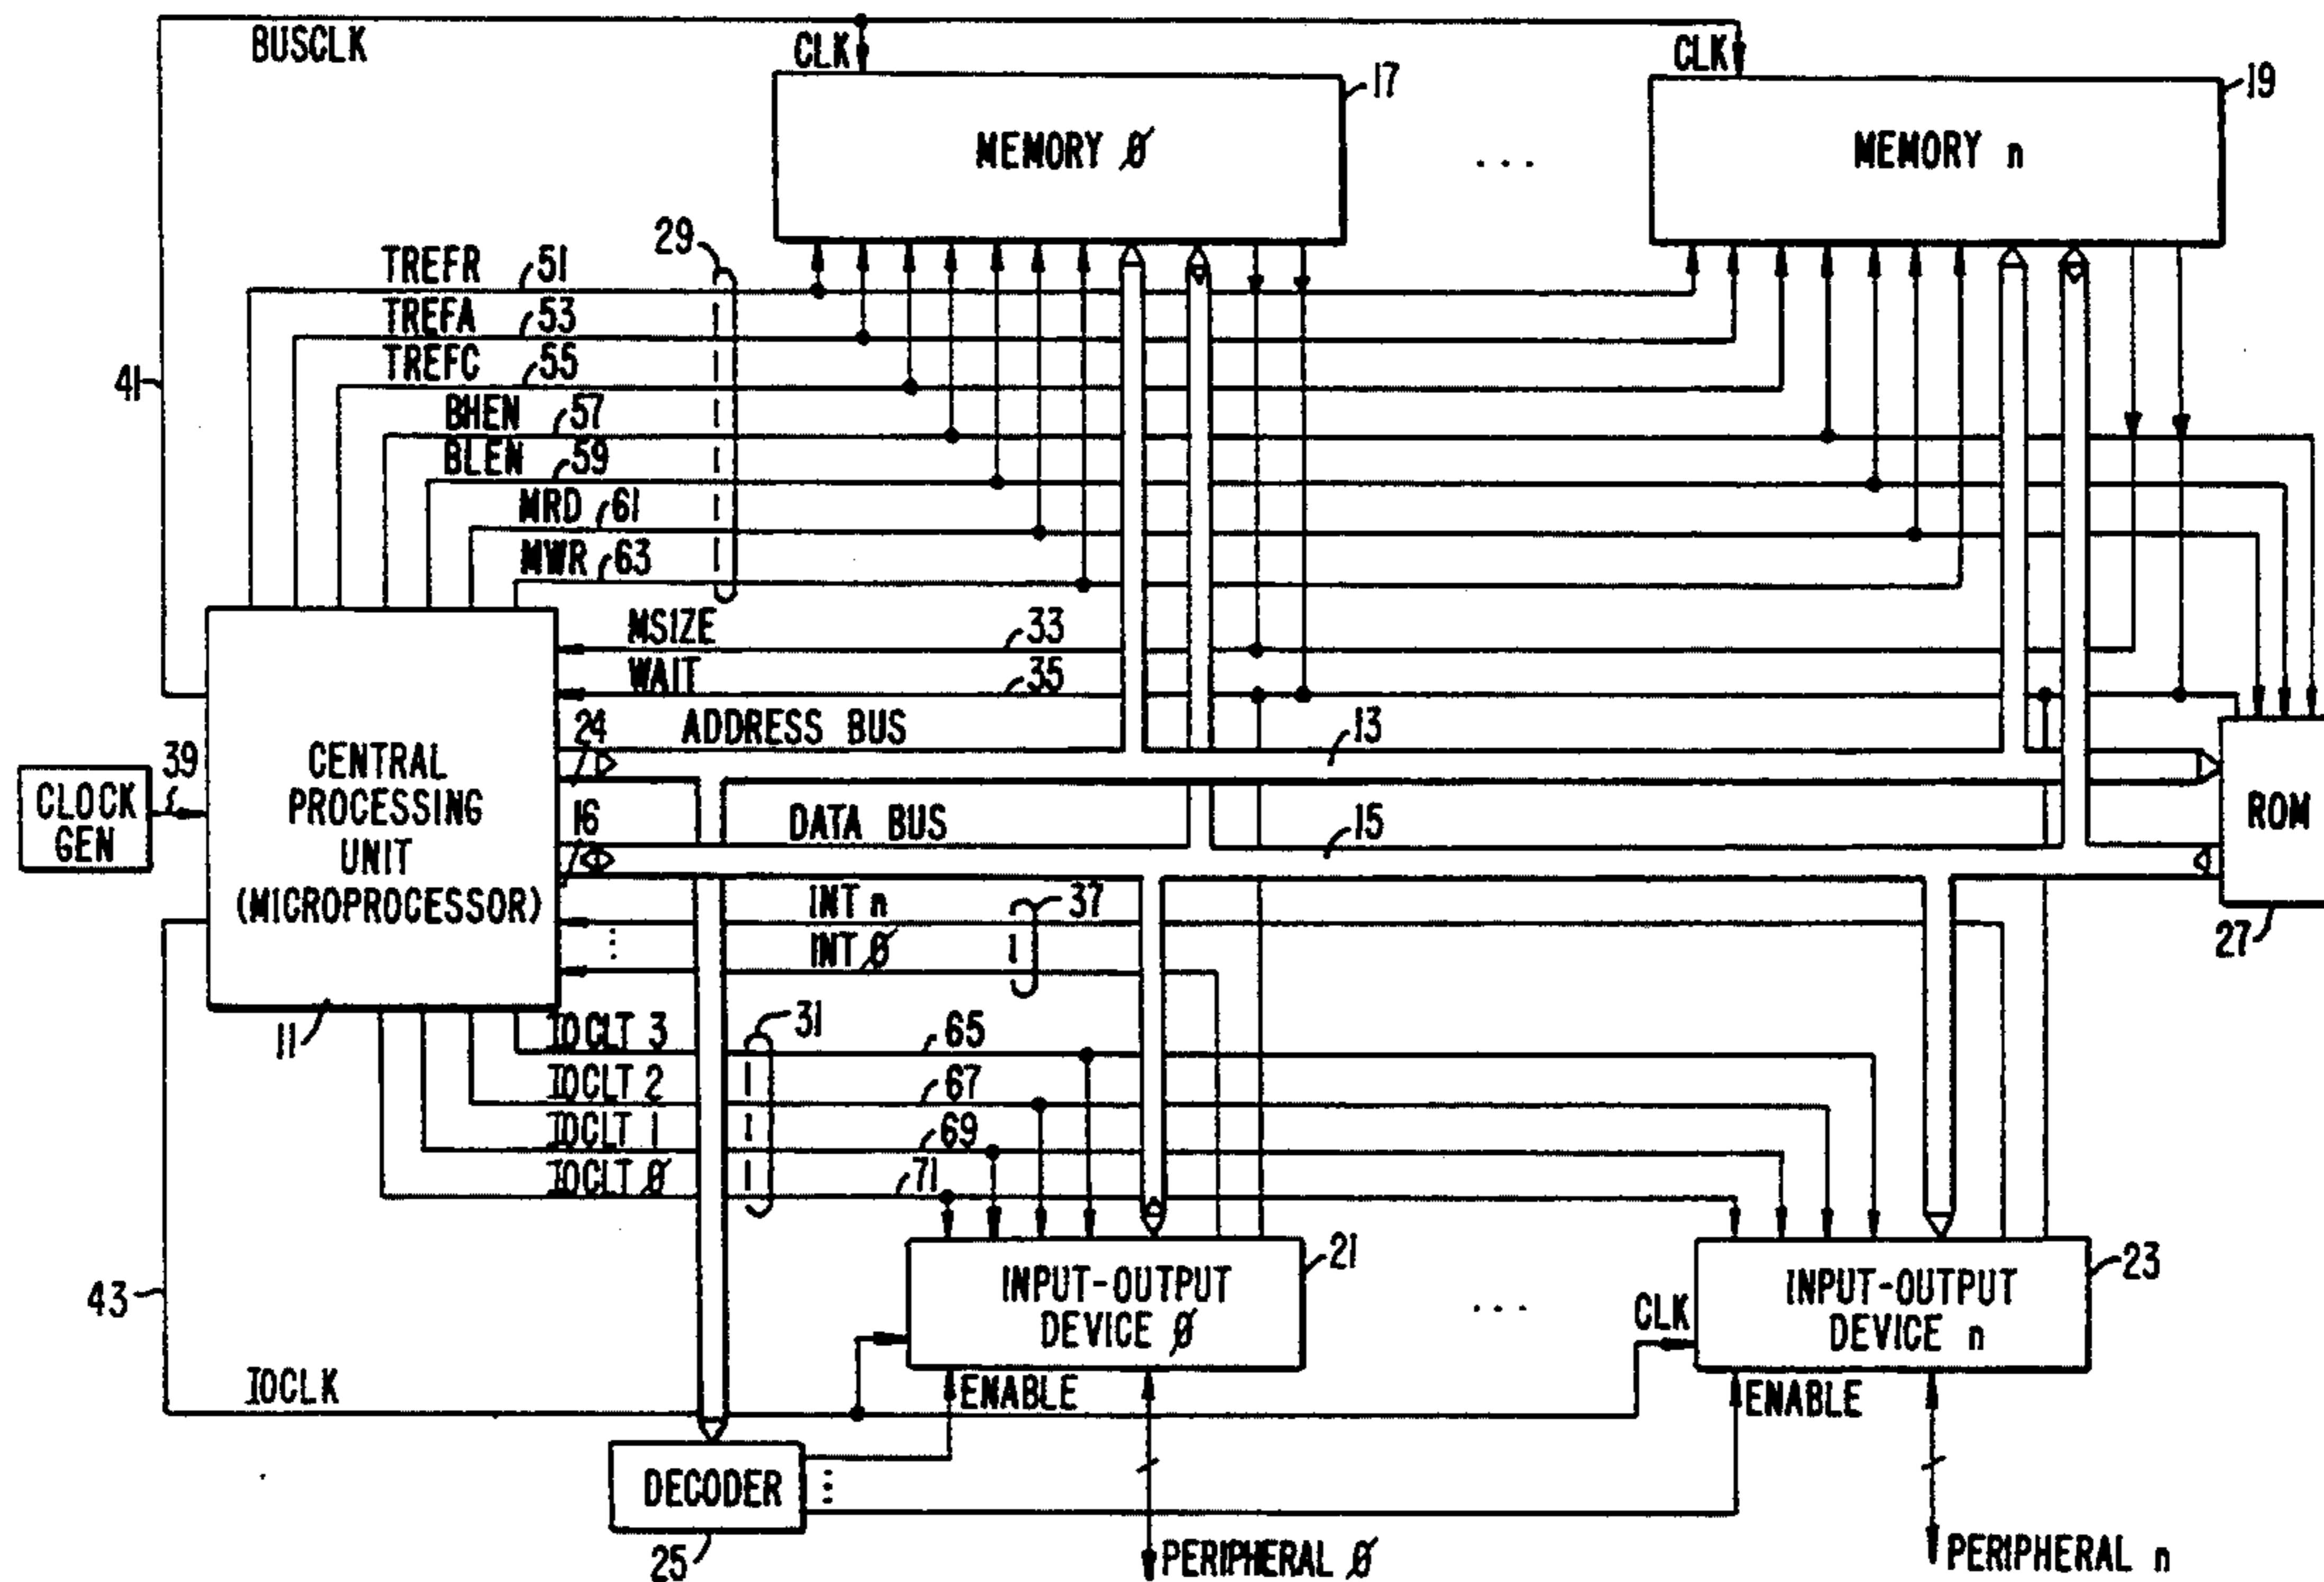 BUSCLK
CLK
CLK
17
19
MEMORY Ø
...
MEMORY n
29
TREFR
51
TREFA
53
41
TREFC
55
BHEN
57
BLEN
59
MRD
61
MWR
63
MSIZE
33
WAIT
35
24
ADDRESS BUS
13
39
CLOCK
GEN
CENTRAL
PROCESSING
UNIT
(MICROPROCESSOR)
16
DATA BUS
15
ROM
27
INT n
37
INT Ø
11
IOCLT 3
31
65
IOCLT 2
67
IOCLT 1
69
IOCLT Ø
71
43
INPUT-OUTPUT
DEVICE Ø
21
...
CLK
INPUT-OUTPUT
DEVICE n
23
IOCLK
ENABLE
ENABLE
DECODER
25
PERIPHERAL Ø
PERIPHERAL n